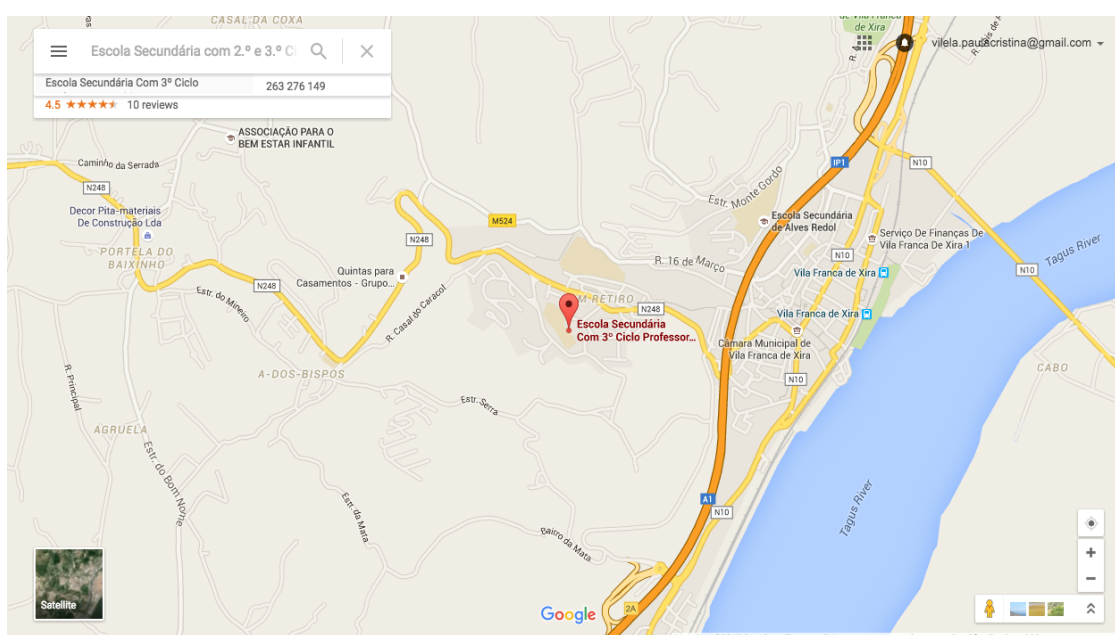 CASAL DA COXA
de Vila Franca
de Xira
Escola Secundária com 2.º e 3.º Ci
vilela.paulacristina@gmail.com
Escola Secundária Com 3º Ciclo
263 276 149
4.5
10 reviews
ASSOCIAÇÃO PARA O
BEM ESTAR INFANTIL
Caminho da Serrada
N248
IP1
N10
Estr. Monte Gordo
Decor Pita-materiais
De Construção Lda
M524
Escola Secundária
de Alves Redol
Serviço De Finanças De
Vila Franca De Xira 1
N248
PORTELA DO
BAIXINHO
N10
Tagus River
R. 16 de Março
Quintas para
Casamentos - Grupo...
Vila Franca de Xira
N10
N248
Estr. do Mineiro
R. Casal do Caracol
M RETIRO
N248
Vila Franca de Xira
Escola Secundária
Com 3º Ciclo Professor...
Câmara Municipal de
Vila Franca de Xira
CABO
A-DOS-BISPOS
N10
R. Principal
Estr. Serra
AGRUELA
Estr. do Bom Nome
Estr. da Mata
A1
N10
Tagus River
Bairro da Mata
Satellite
Google
2A